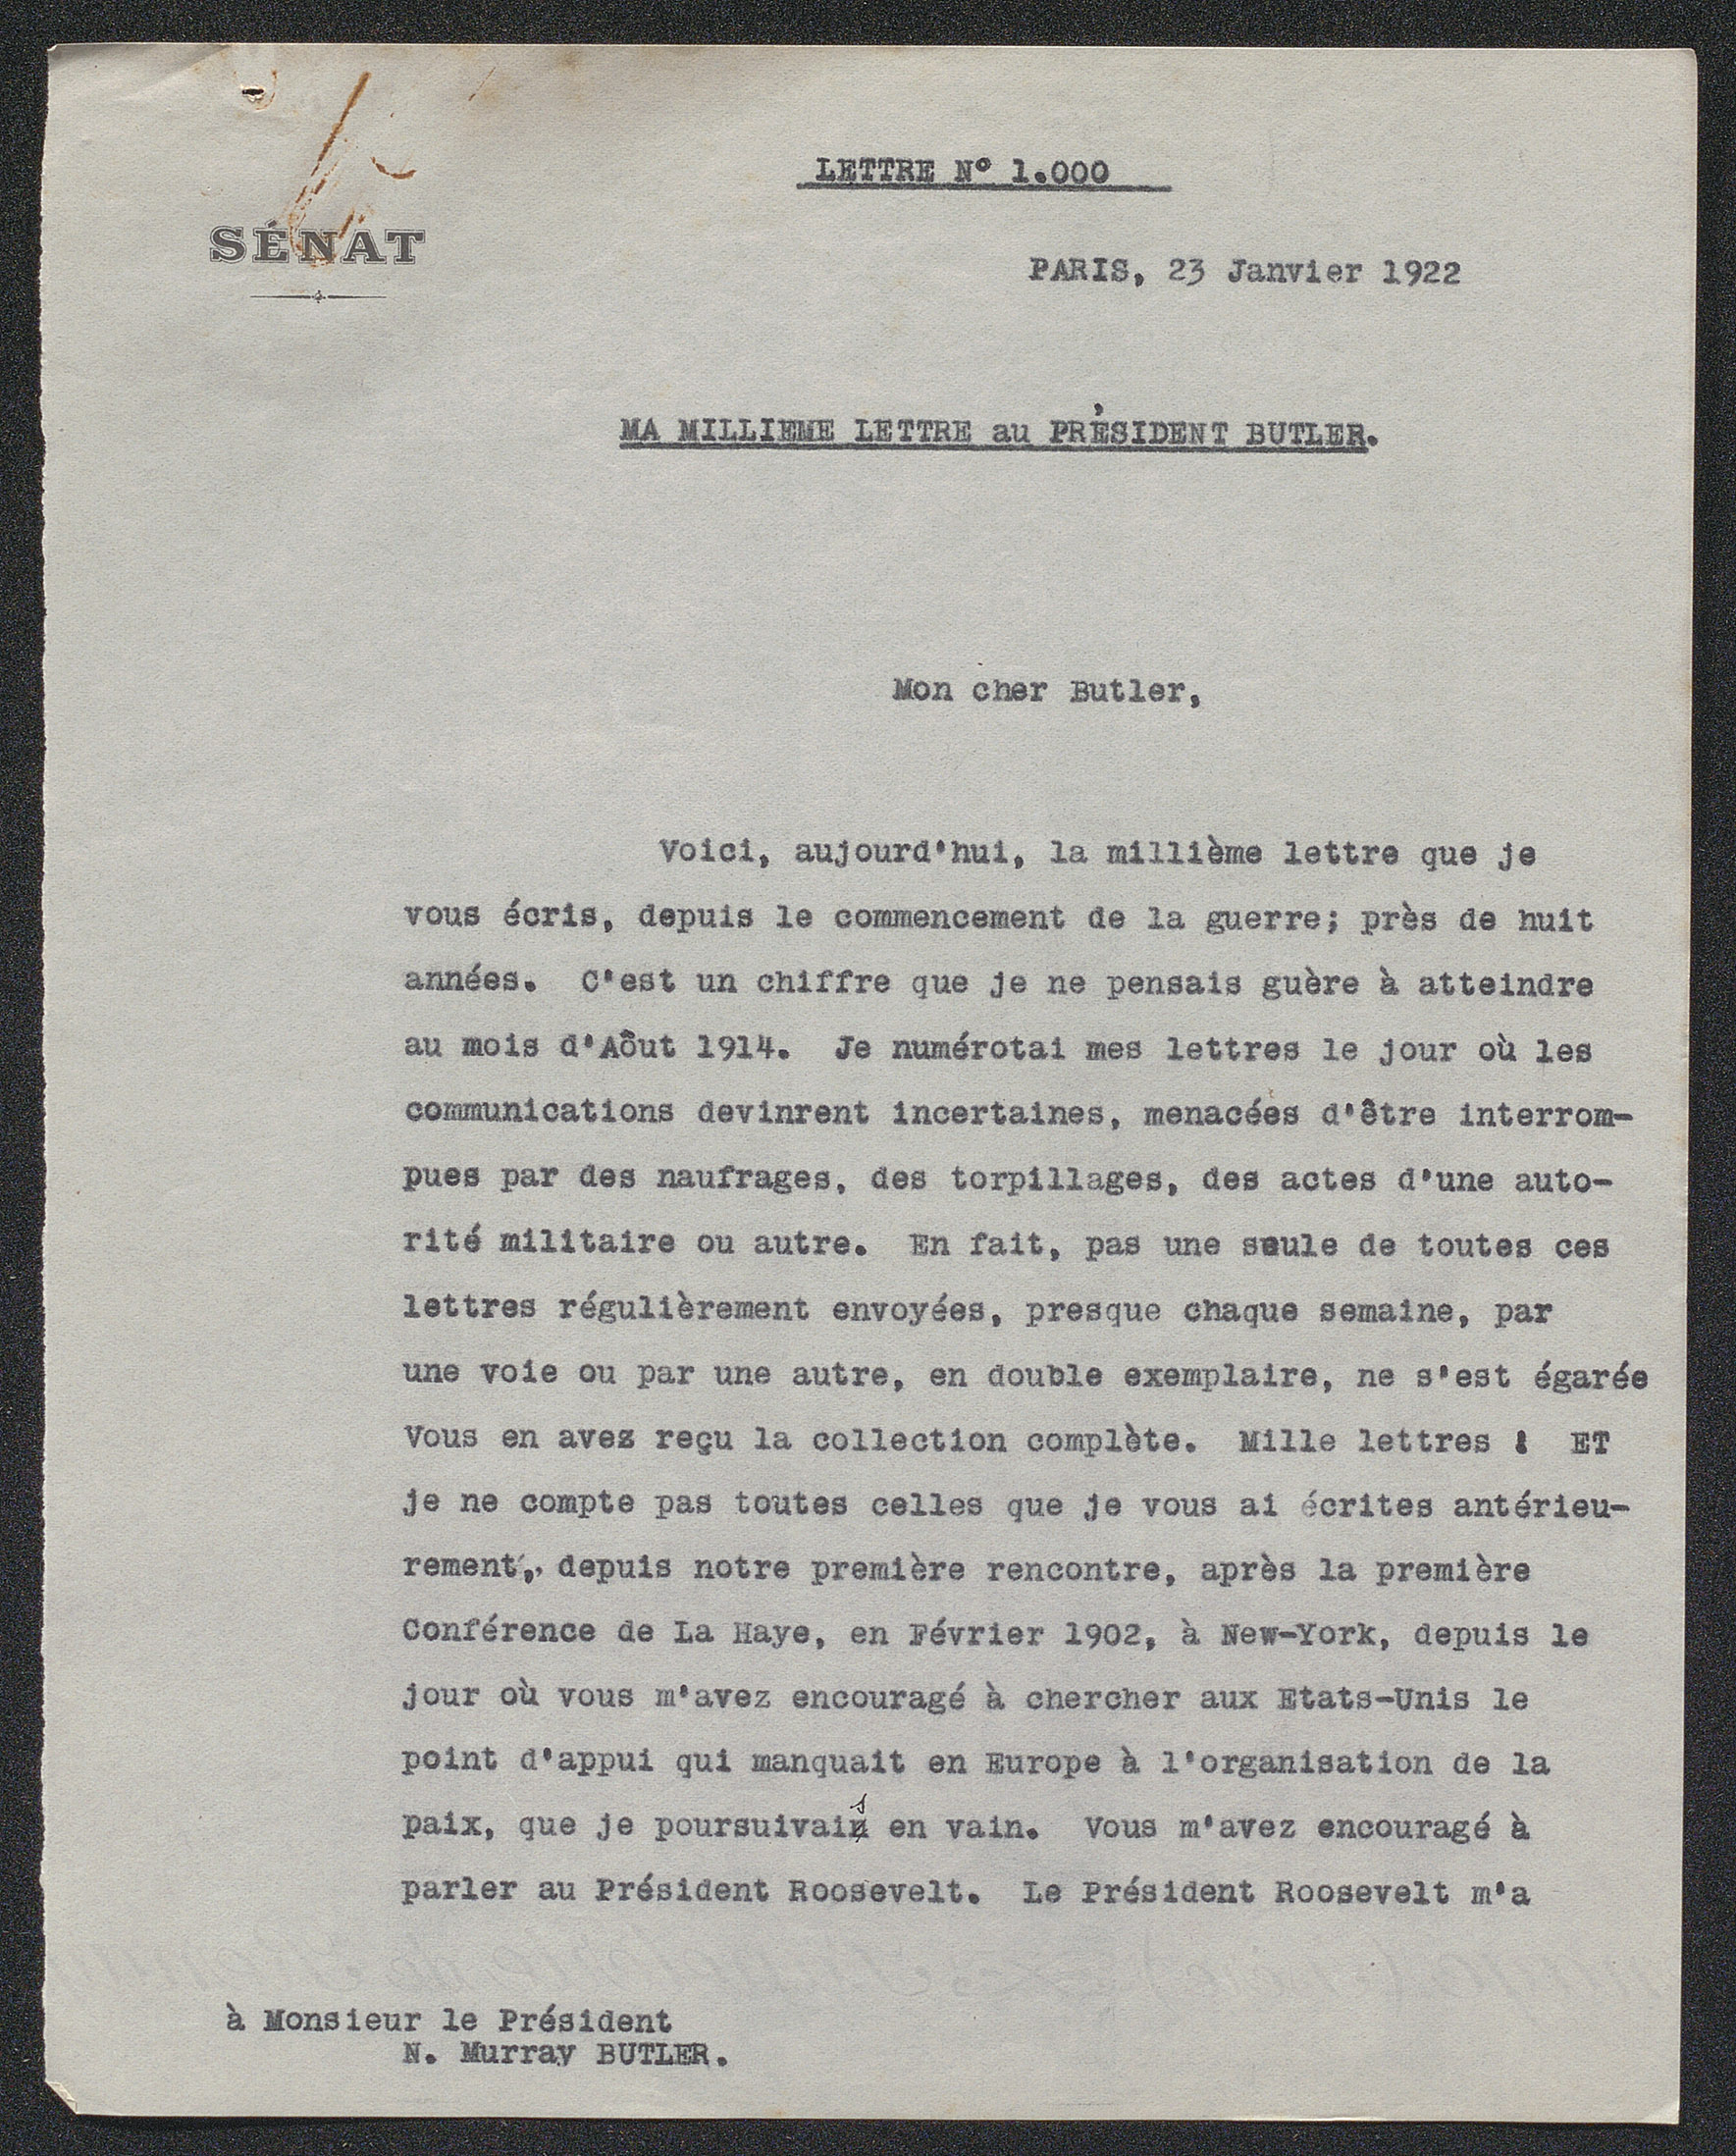 LETTRE N° 1.000
SÉNAT
PARIS, 23 Janvier 1922
MA MILLIEME LETTRE au PRÉSIDENT BUTLER.
Mon cher Butler,
Voici, aujourd'hui, la millième lettre que je
vous écris, depuis le commencement de la guerre; près de huit
années. C'est un chiffre que je ne pensais guère à atteindre
au mois d'Aôut 1914. Je numérotai mes lettres le jour où les
communications devinrent incertaines, menacées d'être interrom-
pues par des naufrages, des torpillages, des actes d'une auto-
rité militaire ou autre. En fait, pas une seule de toutes ces
lettres régulièrement envoyées, presque chaque semaine, par
une voie ou par une autre, en double exemplaire, ne s'est égarée
Vous en avez reçu la collection complète. Mille lettres ! ET
je ne compte pas toutes celles que je vous ai écrites antérieu-
rement, depuis notre première rencontre, après la première
Conférence de La Haye, en Février 1902, à New-York, depuis le
jour où vous m'avez encouragé à chercher aux Etats-Unis le
point d'appui qui manquait en Europe à l'organisation de la
paix, que je poursuivais en vain. Vous m'avez encouragé à
parler au Président Roosevelt. Le Président Roosevelt m'a
à Monsieur le Président
N. Murray BUTLER.